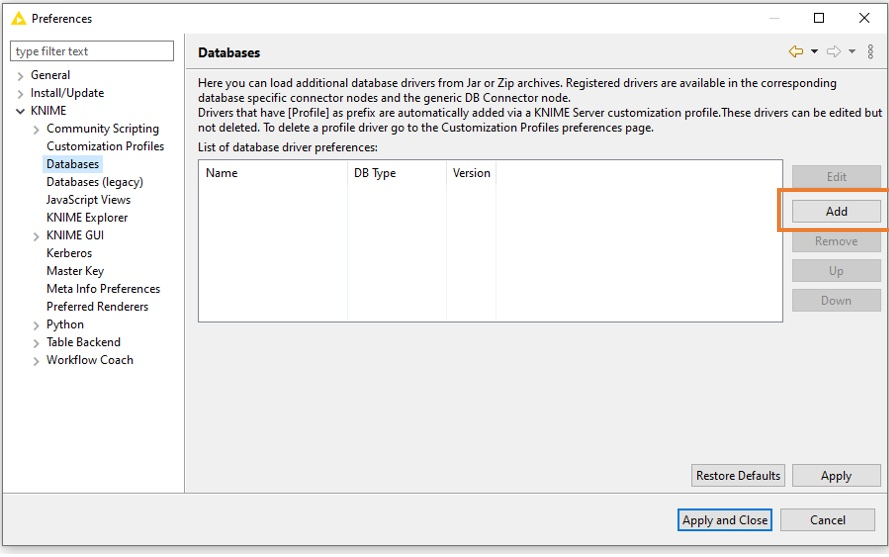 Preferences
type filter text
General
Install/Update
KNIME
Community Scripting
Customization Profiles
Databases
Databases (legacy)
JavaScript Views
KNIME Explorer
KNIME GUI
Kerberos
Master Key
Meta Info Preferences
Preferred Renderers
Python
Table Backend
Workflow Coach
Databases
Here you can load additional database drivers from Jar or Zip archives. Registered drivers are available in the corresponding
database specific connector nodes and the generic DB Connector node.
Drivers that have [Profile] as prefix are automatically added via a KNIME Server customization profile.These drivers can be edited but
not deleted. To delete a profile driver go to the Customization Profiles preferences page.
List of database driver preferences:
Name DB Type Version
Edit
Add
Remove
Up
Down
Restore Defaults Apply
Apply and Close Cancel